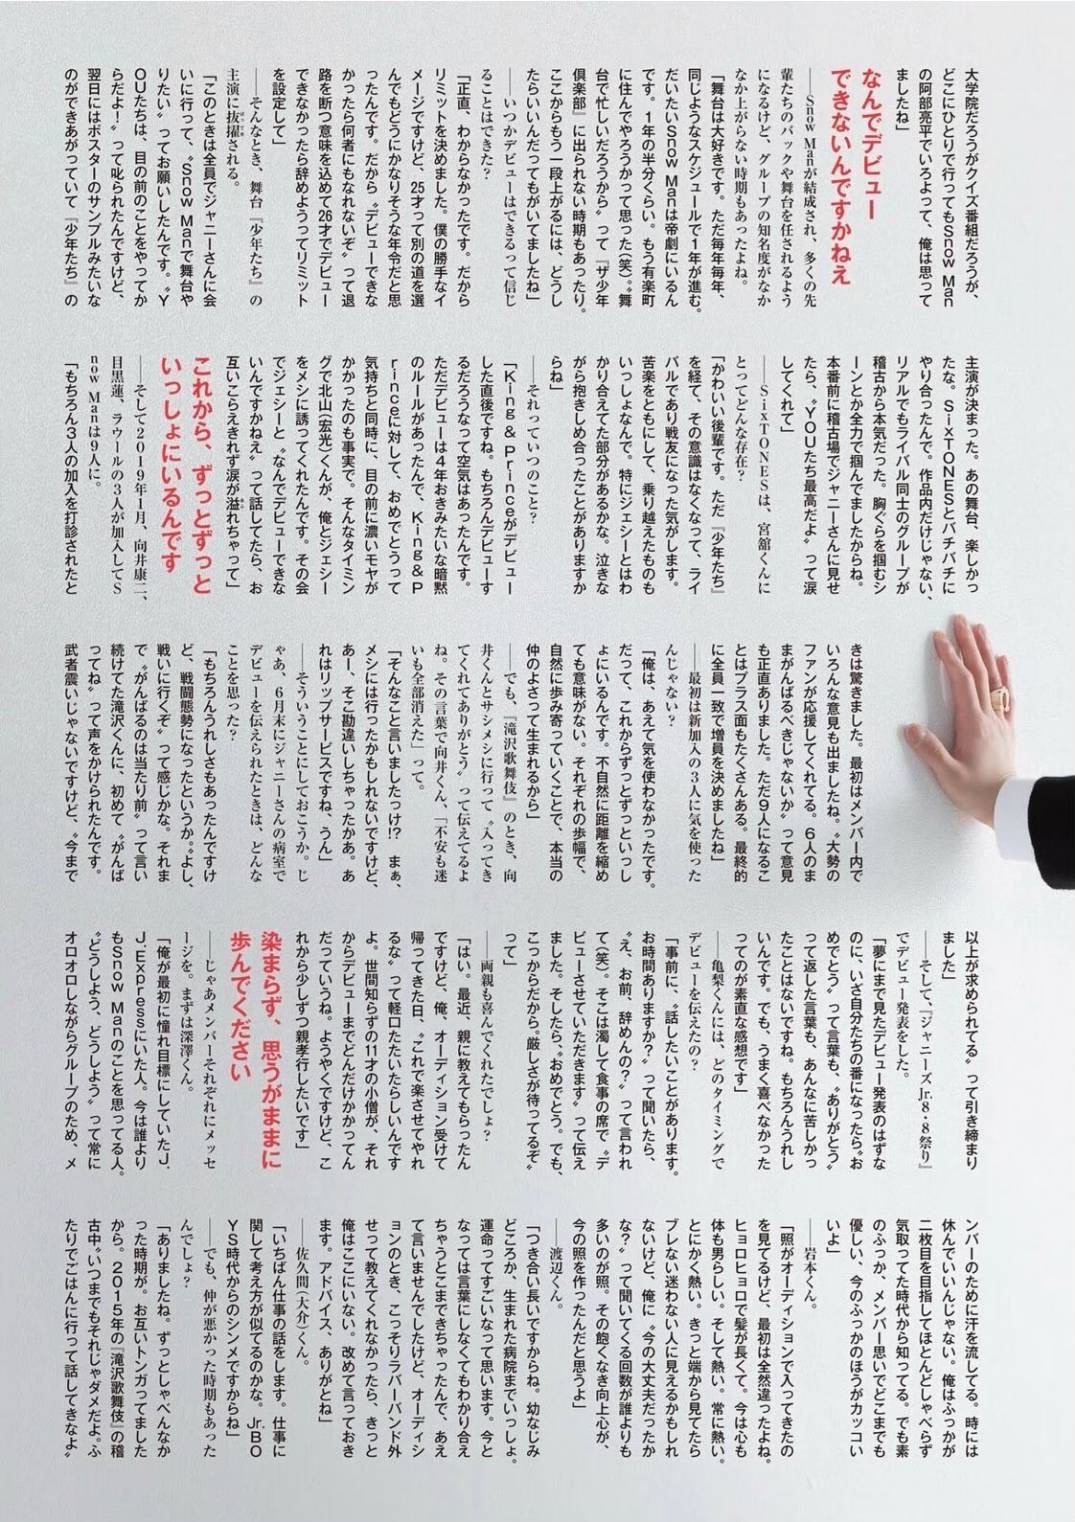 大学院だろうがクイズ番組だろうが、
どこにひとりで行ってもSnow Man
の阿部亮平でいろよって、俺は思って
ましたね」
なんでデビュー
できないんですかねえ
――Snow Manが結成され、多くの先
輩たちのバックや舞台を任されるよう
になるけど、グループの知名度がなか
なか上がらない時期もあったよね。
「舞台は大好きです。ただ毎年毎年、
同じようなスケジュールで1年が進む。
だいたいSnow Manは帝劇にいるん
です。1年の半分くらい。もう有楽町
に住んでやろうかって思った(笑)。〝舞
台で忙しいだろうから〟って『ザ少年
倶楽部』に出られない時期もあったり。
ここからもう一段上がるには、どうし
たらいいんだってもがいてましたね」
――いつかデビューはできるって信じ
ることはできた?
「正直、わからなかったです。だから
リミットを決めました。僕の勝手なイ
メージですけど、25才って別の道を選
んでもどうにかなりそうな年令だと思
ったんです。だから〝デビューできな
かったら何者にもなれないぞ〟って退
路を断つ意味を込めて26才でデビュー
できなかったら辞めようってリミット
を設定して」
――そんなとき、舞台『少年たち』の
主演に抜擢される。
「このときは全員でジャニーさんに会
いに行って、〝Snow Manで舞台や
りたい〟ってお願いしたんです。〝Y
OUたちは、目の前のことをやってか
らだよ!〟って叱られたんですけど、
翌日にはポスターのサンプルみたいな
のができあがっていて『少年たち』の
主演が決まった。あの舞台、楽しかっ
たな。SixTONESとバチバチに
やり合ったんで。作品内だけじゃない、
リアルでもライバル同士のグループが
稽古から本気だった。胸ぐらを掴むシ
ーンとか全力で掴んでましたからね。
本番前に稽古場でジャニーさんに見せ
たら、〝YOUたち最高だよ〟って涙
してくれて」
――SixTONESは、宮舘くんに
とってどんな存在?
「かわいい後輩です。ただ『少年たち』
を経て、その意識はなくなって、ライ
バルであり戦友になった気がします。
苦楽をともにして、乗り越えたものも
いっしょなんで。特にジェシーとはわ
かり合えてた部分があるかな。泣きな
がら抱きしめ合ったことがありますか
らね」
――それっていつのこと?
「King & Princeがデビュー
した直後ですね。もちろんデビューす
るだろうなって空気はあったんです。
ただデビューは4年おきみたいな暗黙
のルールがあったんで、King & P
rinceに対して、おめでとうって
気持ちと同時に、目の前に濃いモヤが
かかったのも事実で。そんなタイミン
グで北山(宏光)くんが、俺とジェシー
をメシに誘ってくれたんです。その会
でジェシーと〝なんでデビューできな
いんですかねえ〟って話してたら、お
互いこらえきれず涙が溢れちゃって」
これから、ずっとずっと
いっしょにいるんです
――そして2019年1月、向井康二、
目黒蓮、ラウールの3人が加入してS
now Manは9人に。
「もちろん3人の加入を打診されたと
きは驚きました。最初はメンバー内で
いろんな意見も出ましたね。〝大勢の
ファンが応援してくれてる。6人のま
まがんばるべきじゃないか〟って意見
も正直ありました。ただ9人になるこ
とはプラス面もたくさんある。最終的
に全員一致で増員を決めましたね」
――最初は新加入の3人に気を使った
んじゃない?
「俺は、あえて気を使わなかったです。
だって、これからずっとずっといっし
よにいるんです。不自然に距離を縮め
ても意味がない。それぞれの歩幅で、
自然に歩み寄っていくことで、本当の
仲のよさって生まれるから」
――でも、『滝沢歌舞伎』のとき、向
井くんとサシメシに行って〝入ってき
てくれてありがとう〟って伝えてるよ
ね。その言葉で向井くん、「不安も迷
いも全部消えた」って。
「そんなこと言いましたっけ!? まぁ、
メシには行ったかもしれないですけど、
あー、そこ勘違いしちゃったかぁ。あ
れはリップサービスですね、うん」
――そういうことにしておこうか。じ
ゃあ、6月末にジャニーさんの病室で
デビューを伝えられたときは、どんな
ことを思った?
「もちろんうれしさもあったんですけ
ど、戦闘態勢になったというか。〝よし、
戦いに行くぞ〟って感じかな。それま
で〝がんばるのは当たり前〟って言い
続けてた滝沢くんに、初めて〝がんば
ってね〟って声をかけられたんです。
武者震いじゃないですけど、〝今まで
以上が求められてる〟って引き締まり
ました」
――そして、『ジャニーズJr.8・8祭り』
でデビュー発表をした。
「夢にまで見たデビュー発表のはずな
のに、いざ自分たちの番になったら〝お
めでとう〟って言葉も、〝ありがとう〟
って返した言葉も、あんなに苦しかっ
たことはないですね。もちろんうれし
いんです。でも、うまく喜べなかった
ってのが素直な感想です」
――亀梨くんには、どのタイミングで
デビューを伝えたの?
「事前に、〝話したいことがあります。
お時間ありますか?〟って聞いたら、
〝え、お前、辞めんの?〟って言われ
て(笑)。そこは濁して食事の席で〝デ
ビューさせていただきます〟って伝え
ました。そしたら、〝おめでとう。でも、
こっからだから。厳しさが待ってるぞ〟
って」
――両親も喜んでくれたでしょ?
「はい。最近、親に教えてもらったん
ですけど、俺、オーディション受けて
帰ってきた日、〝これで楽させてやれ
るな〟って軽口たたいたらしいんです
よ。世間知らずの11才の小僧が、それ
からデビューまでどんだけかかってん
だっていうね。ようやくですけど、こ
れから少しずつ親孝行したいです」
染まらず、思うがままに
歩んでください
――じゃあメンバーそれぞれにメッセ
ージを。まずは深澤くん。
「俺が最初に憧れ目標にしていたJ.
J.Expressにいた人。今は誰より
もSnow Manのことを思ってる人。
〝どうしよう、どうしよう〟って常に
オロオロしながらグループのため、メ
ンバーのために汗を流してる。時には
休んでいいんじゃない。俺はふっかが
二枚目を目指してほとんどしゃべらず
気取ってた時代から知ってる。でも素
のふっか、メンバー思いでどこまでも
優しい、今のふっかのほうがカッコい
いよ」
――岩本くん。
「照がオーディションで入ってきたの
を見てるけど、最初は全然違ったよね。
ヒョロヒョロで髪が長くて。今は心も
体も男らしい。そして熱い。常に熱い。
とにかく熱い。きっと端から見てたら
ブレない迷わない人に見えるかもしれ
ないけど、俺に〝今の大丈夫だったか
な?〟って聞いてくる回数が誰よりも
多いのが照。その飽くなき向上心が、
今の照を作ったんだと思うよ」
――渡辺くん。
「つき合い長いですからね。幼なじみ
どころか、生まれた病院までいっしょ。
運命ってすごいなって思います。今と
なっては言葉にしなくてもわかり合え
ちゃうとこまできちゃったんで、あえ
て言いませんでしたけど、オーディシ
ョンのとき、こっそりラバーバンド外
せって教えてくれなかったら、きっと
俺はここにいない。改めて言っておき
ます。アドバイス、ありがとね」
――佐久間(大介)くん。
「いちばん仕事の話をします。仕事に
関して考え方が似てるのかな。Jr.BO
YS時代からのシンメですからね」
――でも、仲が悪かった時期もあった
んでしょ?
「ありましたね。ずっとしゃべんなか
った時期が。お互いトンガってました
から。2015年の『滝沢歌舞伎』の稽
古中〝いつまでもそれじゃダメだよ。ふ
たりでごはんに行って話してきなよ〟